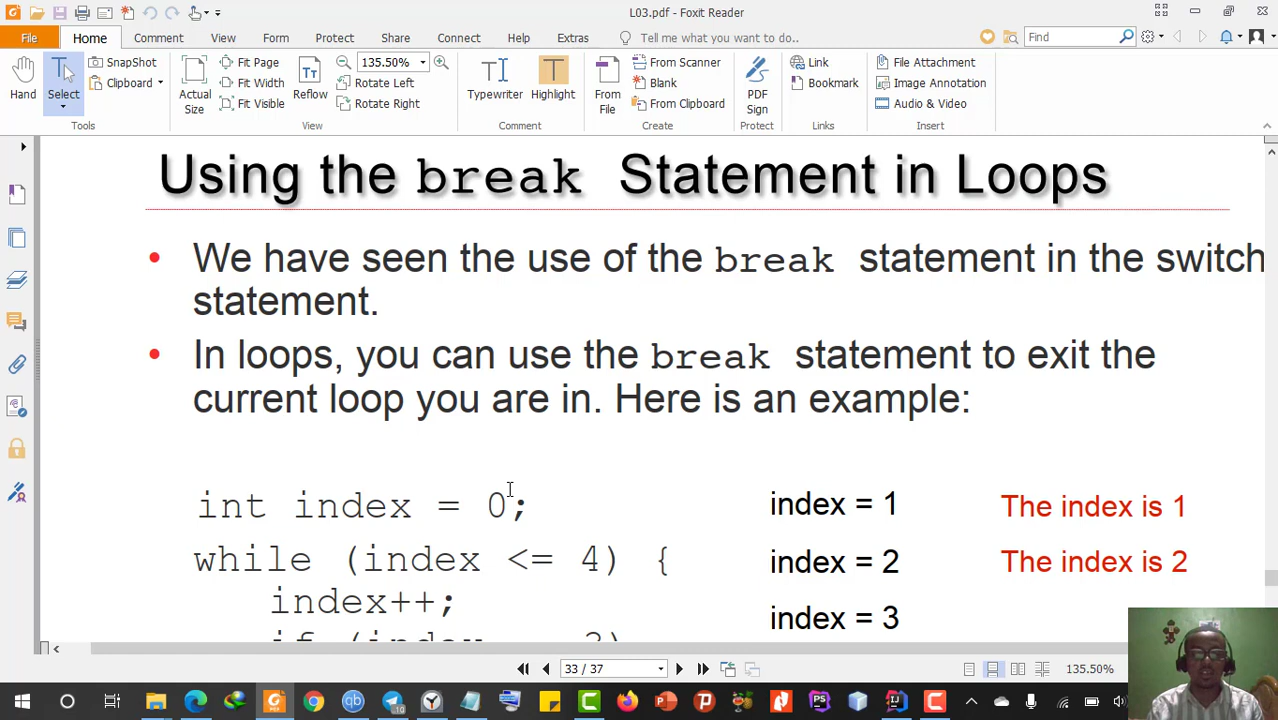 L03.pdf - Foxit Reader
File Home Comment View Form Protect Share Connect Help Extras Tell me what you want to do.. Find
Hand Select SnapShot Clipboard
Tools
Actual Size Fit Page Fit Width Fit Visible Reflow 135.50% Rotate Left Rotate Right
View
Typewriter Highlight
Comment
From File From Scanner Blank From Clipboard
Create
PDF Sign
Protect
Link Bookmark
Links
File Attachment Image Annotation Audio & Video
Insert
Using the break Statement in Loops
• We have seen the use of the break statement in the switch
statement.
• In loops, you can use the break statement to exit the
current loop you are in. Here is an example:
int index = 0; index = 1 The index is 1
while (index <= 4) { index = 2 The index is 2
index++; index = 3
33 / 37 135.50%